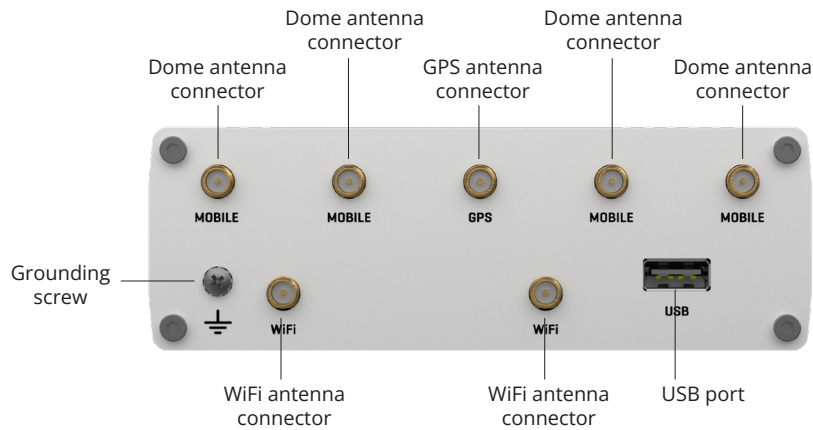 Dome antenna
connector
Dome antenna
connector
Dome antenna
connector
GPS antenna
connector
Dome antenna
connector
MOBILE
MOBILE
GPS
MOBILE
MOBILE
Grounding
screw
USB
WiFi
WiFi
WiFi antenna
connector
WiFi antenna
connector
USB port